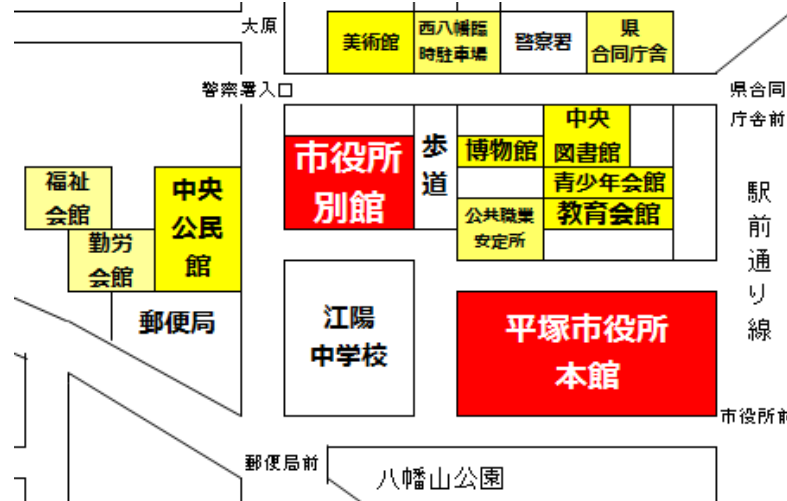 大原
美術館
西八幡臨
時駐車場
警察署
県
合同庁舎
警察署入口
県合同
庁舎前
市役所
別館
歩
道
博物館
中央
図書館
青少年会館
公共職業
安定所
教育会館
福祉
会館
中央
公民
館
勤労
会館
郵便局
江陽
中学校
平塚市役所
本館
駅
前
通
り
線
市役所前
郵便局前
八幡山公園